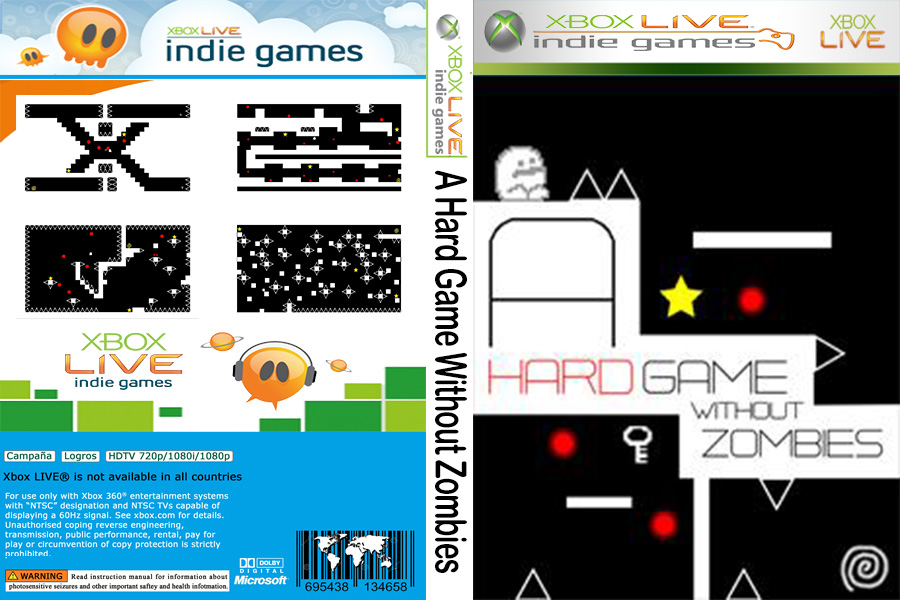 XBOX LIVE
indie games
XBOX LIVE
indie games
Campaña Logros HDTV 720p/1080i/1080p
Xbox LIVE® is not available in all countries
For use only with Xbox 360® entertainment systems
with “NTSC” designation and NTSC TVs capable of
displaying a 60Hz signal. See xbox.com for details.
Unauthorised coping reverse engineering,
transmission, public performance, rental, pay for
play or circumvention of copy protection is strictly
prohibited.
WARNING Read instruction manual for information about
photosensitive seizures and other important saftey and health infotmation.
DOLBY
DIGITAL
Microsoft®
695438 134658
XBOX LIVE
indie games
A Hard Game Without Zombies
XBOX LIVE
indie games
XBOX
LIVE
HARD GAME
WITHOUT
ZOMBIES